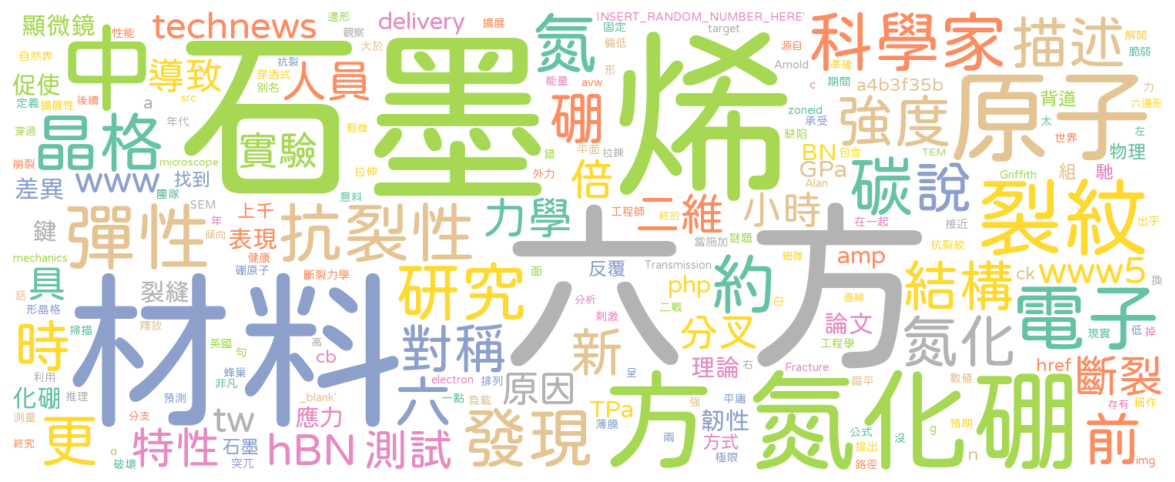 邊形 擴展 INSERT_RANDOM_NUMBER_HERE'
顯微鏡 性能 technews 觀察 delivery 氮 固定 target 科學家 描述 解開
自然界 中 石墨烯 大於 偏低 源自 準確 脆弱
促使 導致 抗裂 人員 穿透式 形 Arnold
定義 擴展性 後續 src 別名 能量 avw c 期間 a4b3f35b 背道 力 六邊形
穿過 a 年代 輕微 硼 zoneid 承受 強度 原子 太 世界 左
晶格 實驗 缺陷 物理
崩裂 microscope 錯 平面 拉鍊 BN 包含 TEM
差異 www 找到 團隊 拉伸 外力 倍 GPa 碳 說 組 馳
SEM 意料 Alan Griffith 裂紋
鍵 彈性 上千 年 抗裂性 力學 工程師 終於 二維 小時 在一起 接近 出乎
傾向 表現 當施加 謎題 抗裂紋
mechanics 健康 硼原子 六方 細微 amp
具 裂縫 斷裂力學 研究 面 反覆 Transmission php 約 結構 ck www5 換
話 形晶格 材料 分析 二戰 白 直線 電子
掃描 釋放 刺激 分叉 論文 現實 低 掉
時 英國 高 對稱 新 工程學 氮化
句 cb 理論 右 href 斷裂
化硼 利用 蜂巢 非凡 electron 排列 呈 Fracture 扁平 數值
推理 預測 _blank' 六 原因 強 存有 稱作
tw 應力 負載 一點 TPa 平庸 方 氮化硼 前
測量 分支 薄膜 韌性 公式 沒 g 預期
更 特性 石墨 hBN 測試 發現 兩 方式 提出 n
終究 α 破壞 突兀 極限 路徑 img